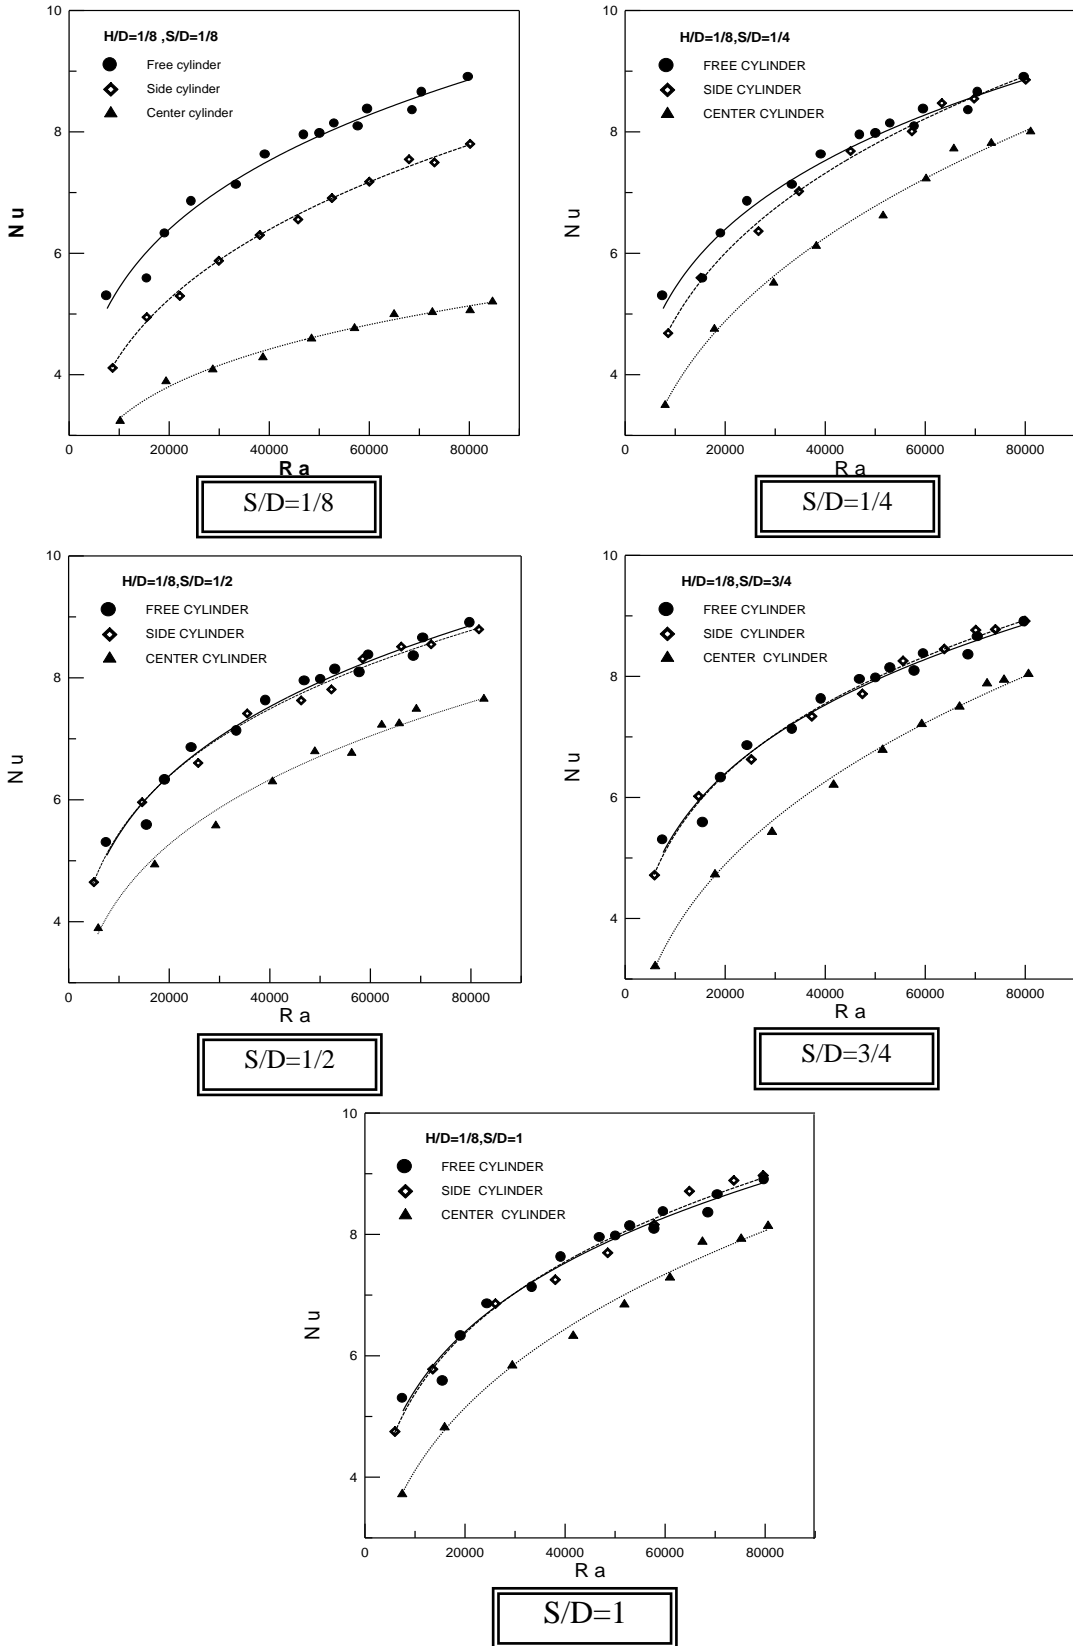 10
H/D=1/8 ,S/D=1/8
Free cylinder
8
Side cylinder
Center cylinder
N u
6
4
0 20000 40000 60000 80000
R a
S/D=1/8
10
H/D=1/8,S/D=1/4
FREE CYLINDER
8
SIDE CYLINDER
CENTER CYLINDER
N u
6
4
0 20000 40000 60000 80000
R a
S/D=1/4
10
H/D=1/8,S/D=1/2
FREE CYLINDER
SIDE CYLINDER
8
CENTER CYLINDER
N u
6
4
0 20000 40000 60000 80000
R a
S/D=1/2
10
H/D=1/8,S/D=3/4
FREE CYLINDER
SIDE CYLINDER
8
CENTER CYLINDER
N u
6
4
0 20000 40000 60000 80000
R a
S/D=3/4
10
H/D=1/8,S/D=1
FREE CYLINDER
SIDE CYLINDER
CENTER CYLINDER
8
N u
6
4
0 20000 40000 60000 80000
R a
S/D=1